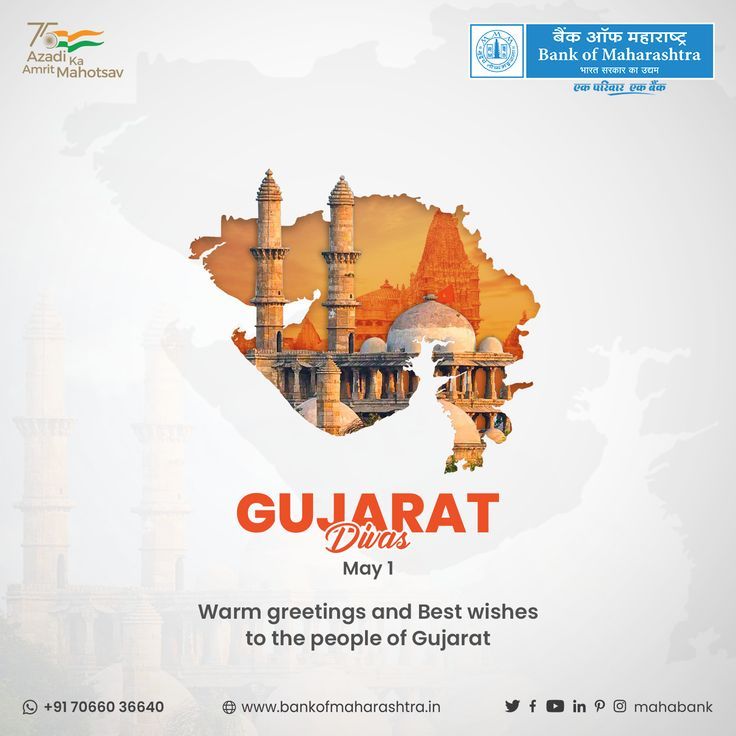 75
Azadi Ka
Amrit Mahotsav
बैंक ऑफ महाराष्ट्र
Bank of Maharashtra
भारत सरकार का उद्यम
एक परिवार एक बैंक
GUJARAT
Divas
May 1
Warm greetings and Best wishes
to the people of Gujarat
+91 70660 36640
www.bankofmaharashtra.in
mahabank